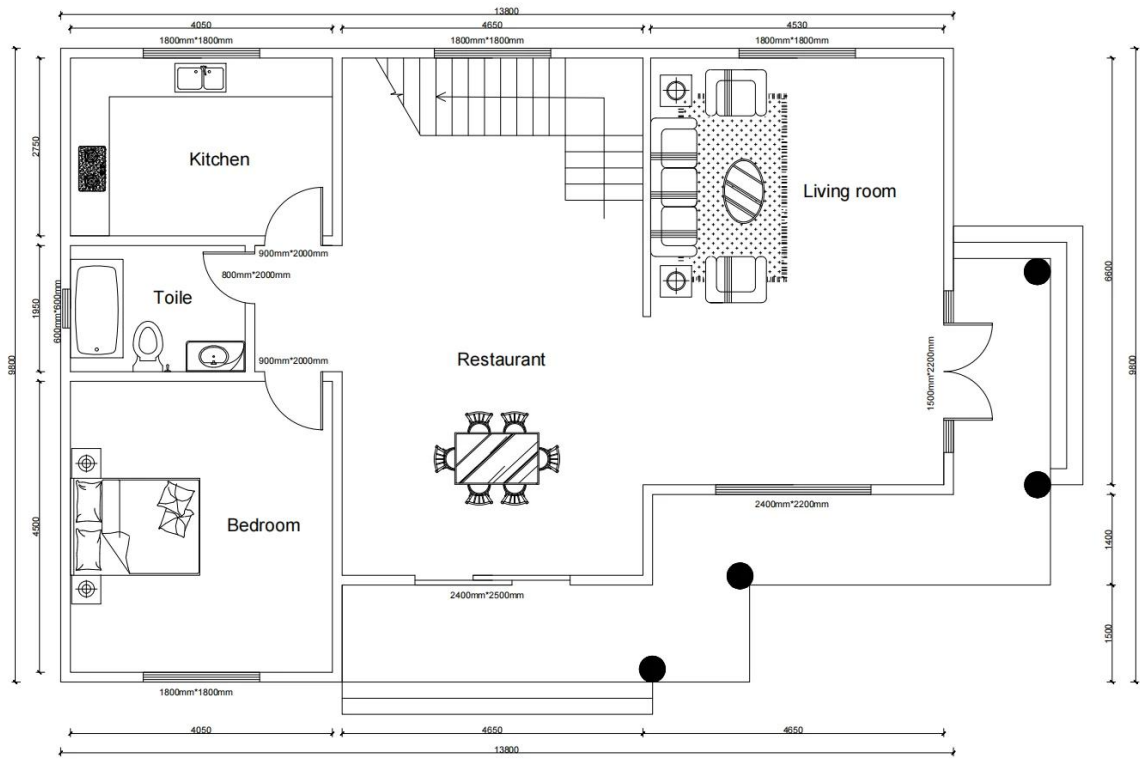 13800
4050
4650
4530
1800mm*1800mm
1800mm*1800mm
1800mm*1800mm
2750
Kitchen
Living room
900mm*2000mm
800mm*2000mm
6600
1950
600mm*600mm
Toile
9800
900mm*2000mm
Restaurant
1500mm*2200mm
9800
2400mm*2200mm
4500
Bedroom
1400
2400mm*2500mm
1500
1800mm*1800mm
4050
4650
4650
13800